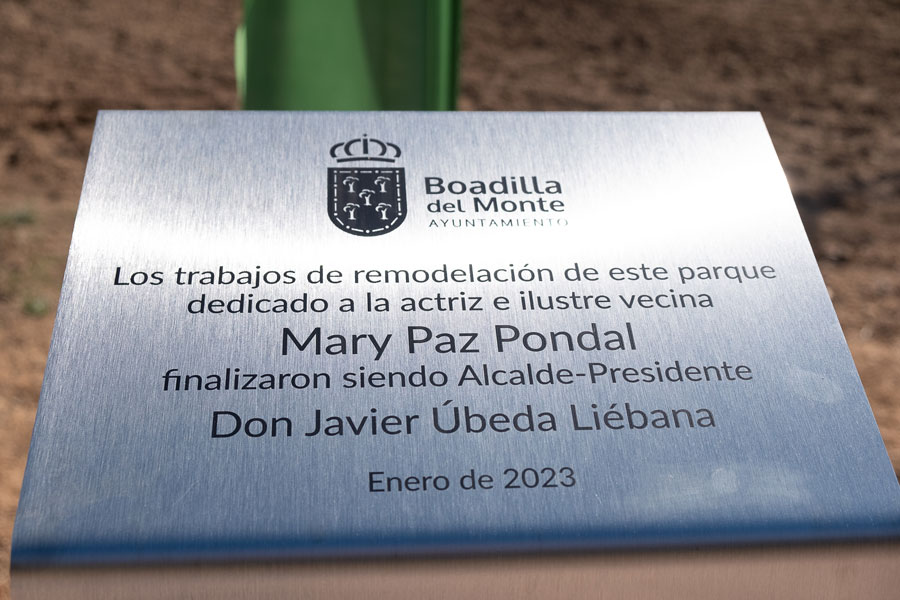 Boadilla
del Monte
AYUNTAMIENTO
Los trabajos de remodelación de este parque
dedicado a la actriz e ilustre vecina
Mary Paz Pondal
finalizaron siendo Alcalde-Presidente
Don Javier Úbeda Liébana
Enero de 2023